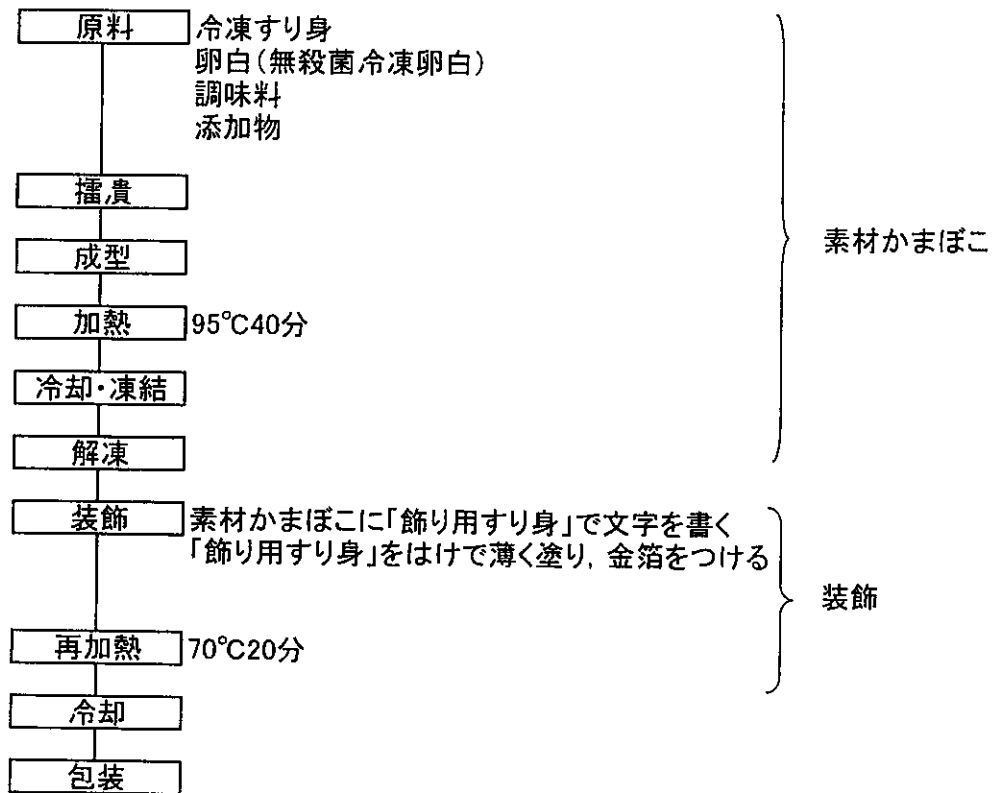 原料 冷凍すり身
卵白(無殺菌冷凍卵白)
調味料
添加物
擂潰
成型
素材かまぼこ
加熱 95℃40分
冷却・凍結
解凍
装飾 素材かまぼこに「飾り用すり身」で文字を書く
「飾り用すり身」をはけで薄く塗り, 金箔をつける
装飾
再加熱 70℃20分
冷却
包装